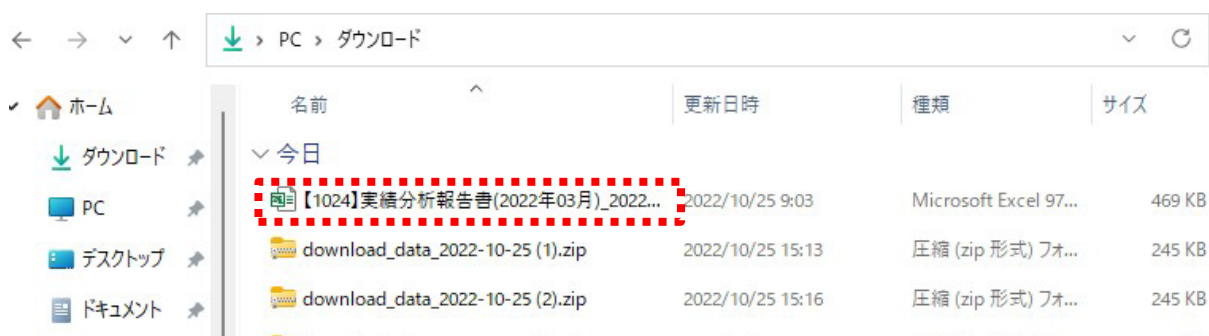 PC › ダウンロード
ホーム
名前 更新日時 種類 サイズ
ダウンロード
今日
PC
【1024】実績分析報告書(2022年03月)_2022... 2022/10/25 9:03 Microsoft Excel 97... 469 KB
デスクトップ
download_data_2022-10-25 (1).zip 2022/10/25 15:13 圧縮 (zip 形式) フォ... 245 KB
ドキュメント
download_data_2022-10-25 (2).zip 2022/10/25 15:16 圧縮 (zip 形式) フォ... 245 KB